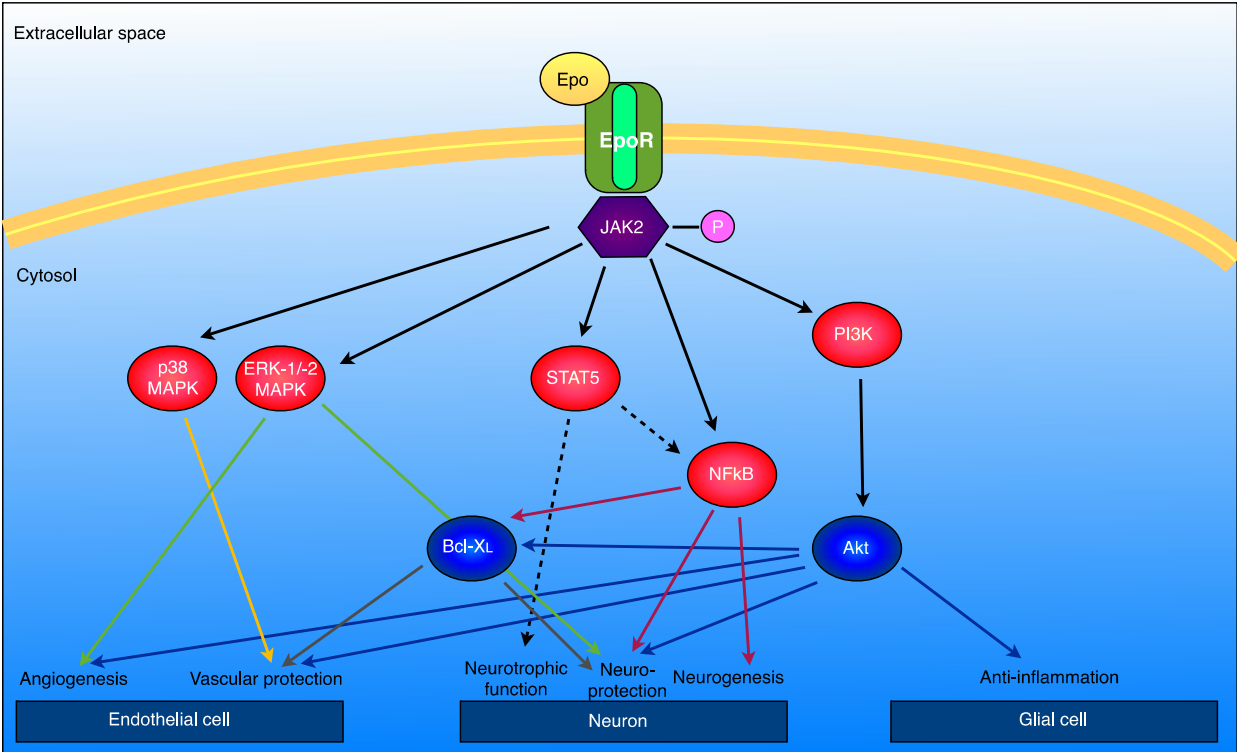 Extracellular space
Epo
EpoR
JAK2
P
Cytosol
PI3K
p38
MAPK
ERK-1/-2
MAPK
STAT5
NFkB
Bcl-XL
Akt
Angiogenesis
Vascular protection
Neurotrophic
function
Neuro-
protection
Neurogenesis
Anti-inflammation
Endothelial cell
Neuron
Glial cell